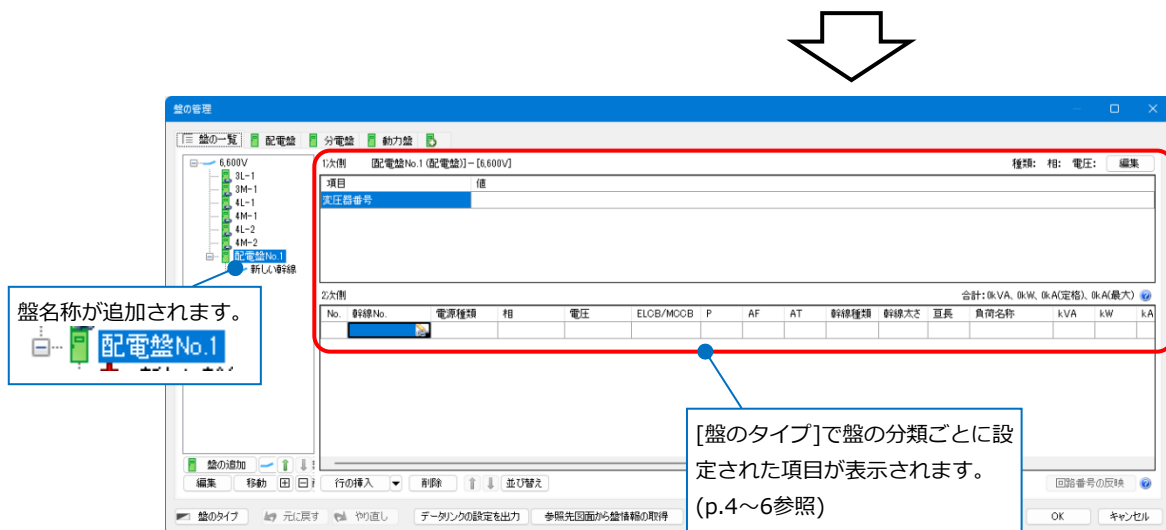 盤の管理
盤の一覧 配電盤 分電盤 動力盤
6,600V
3L-1
3M-1
4L-1
4M-1
4L-2
4M-2
配電盤No.1
新しい幹線
1次側 [配電盤No.1 (配電盤)]-[6,600V] 種類: 相: 電圧: 編集
項目 値
変圧器番号
2次側 合計:0kVA、0kW、0kA(定格)、0kA(最大)
No. 幹線No. 電源種類 相 電圧 ELCB/MCCB P AF AT 幹線種類 幹線太さ 亘長 負荷名称 kVA kW kA
盤名称が追加されます。
配電盤No.1
[盤のタイプ]で盤の分類ごとに設
定された項目が表示されます。
(p.4~6参照)
盤の追加
編集 移動 行の挿入 削除 並び替え 回路番号の反映
盤のタイプ 元に戻す やり直し データリンクの設定を出力 参照先図面から盤情報の取得 OK キャンセル